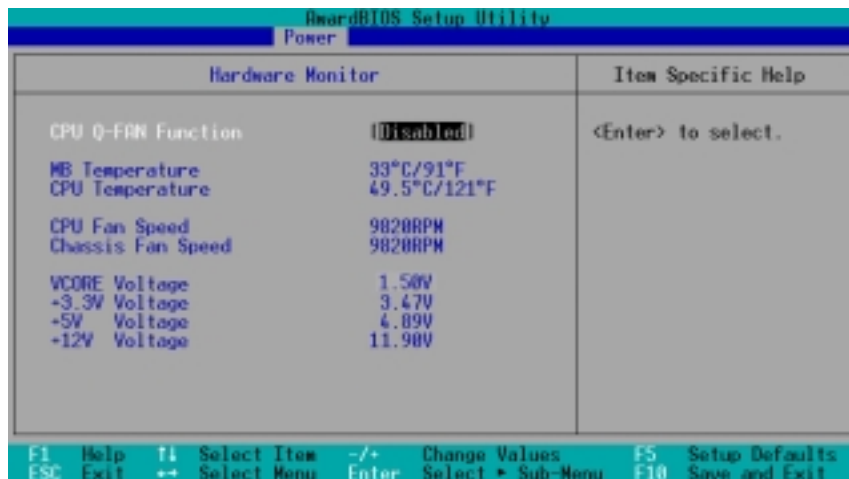 AwardBIOS Setup Utility
Power
Hardware Monitor
Item Specific Help
CPU Q-FAN Function [Disabled]
<Enter> to select.
MB Temperature 33°C/91°F
CPU Temperature 49.5°C/121°F
CPU Fan Speed 9820RPM
Chassis Fan Speed 9820RPM
VCORE Voltage 1.50V
+3.3V Voltage 3.47V
+5V Voltage 4.89V
+12V Voltage 11.90V
F1 Help ↑↓ Select Item -/+ Change Values F5 Setup Defaults
ESC Exit ↔ Select Menu Enter Select ► Sub-Menu F10 Save and Exit